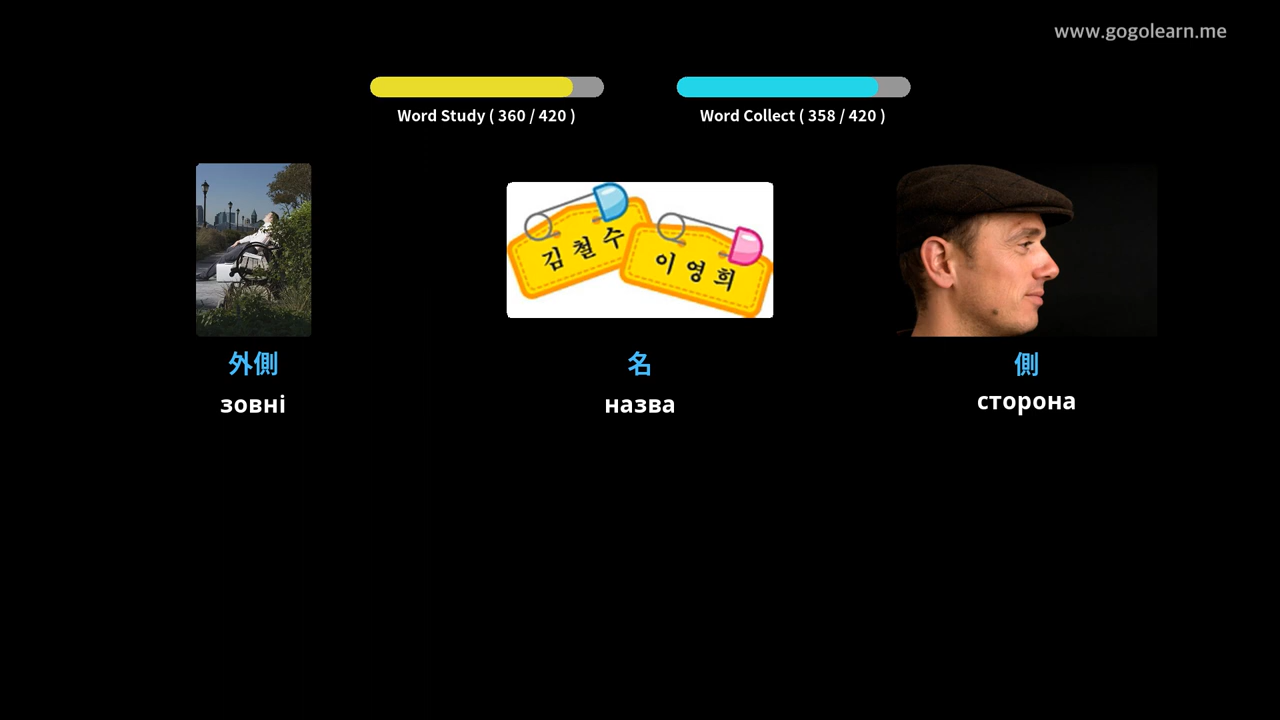 www.gogolearn.me
Word Study ( 360 / 420 )
Word Collect ( 358 / 420 )
김철수
이영희
外側
名
側
зовні
назва
сторона